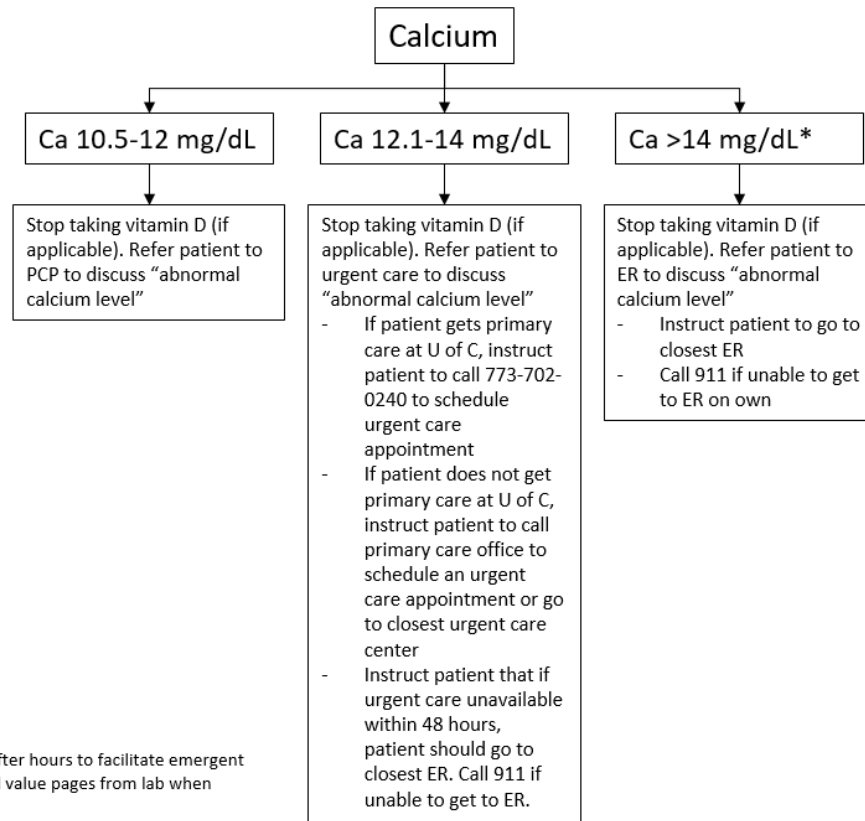 Calcium
Ca 10.5-12 mg/dL
Ca 12.1-14 mg/dL
Ca >14 mg/dL*
Stop taking vitamin D (if
applicable). Refer patient to
PCP to discuss “abnormal
calcium level”
Stop taking vitamin D (if
applicable). Refer patient to
urgent care to discuss
“abnormal calcium level”
- If patient gets primary
care at U of C, instruct
patient to call 773-702-
0240 to schedule
urgent care
appointment
- If patient does not get
primary care at U of C,
instruct patient to call
primary care office to
schedule an urgent
care appointment or go
to closest urgent care
center
- Instruct patient that if
urgent care unavailable
within 48 hours,
patient should go to
closest ER. Call 911 if
unable to get to ER.
Stop taking vitamin D (if
applicable). Refer patient to
ER to discuss “abnormal
calcium level”
- Instruct patient to go to
closest ER
- Call 911 if unable to get
to ER on own
after hours to facilitate emergent
value pages from lab when